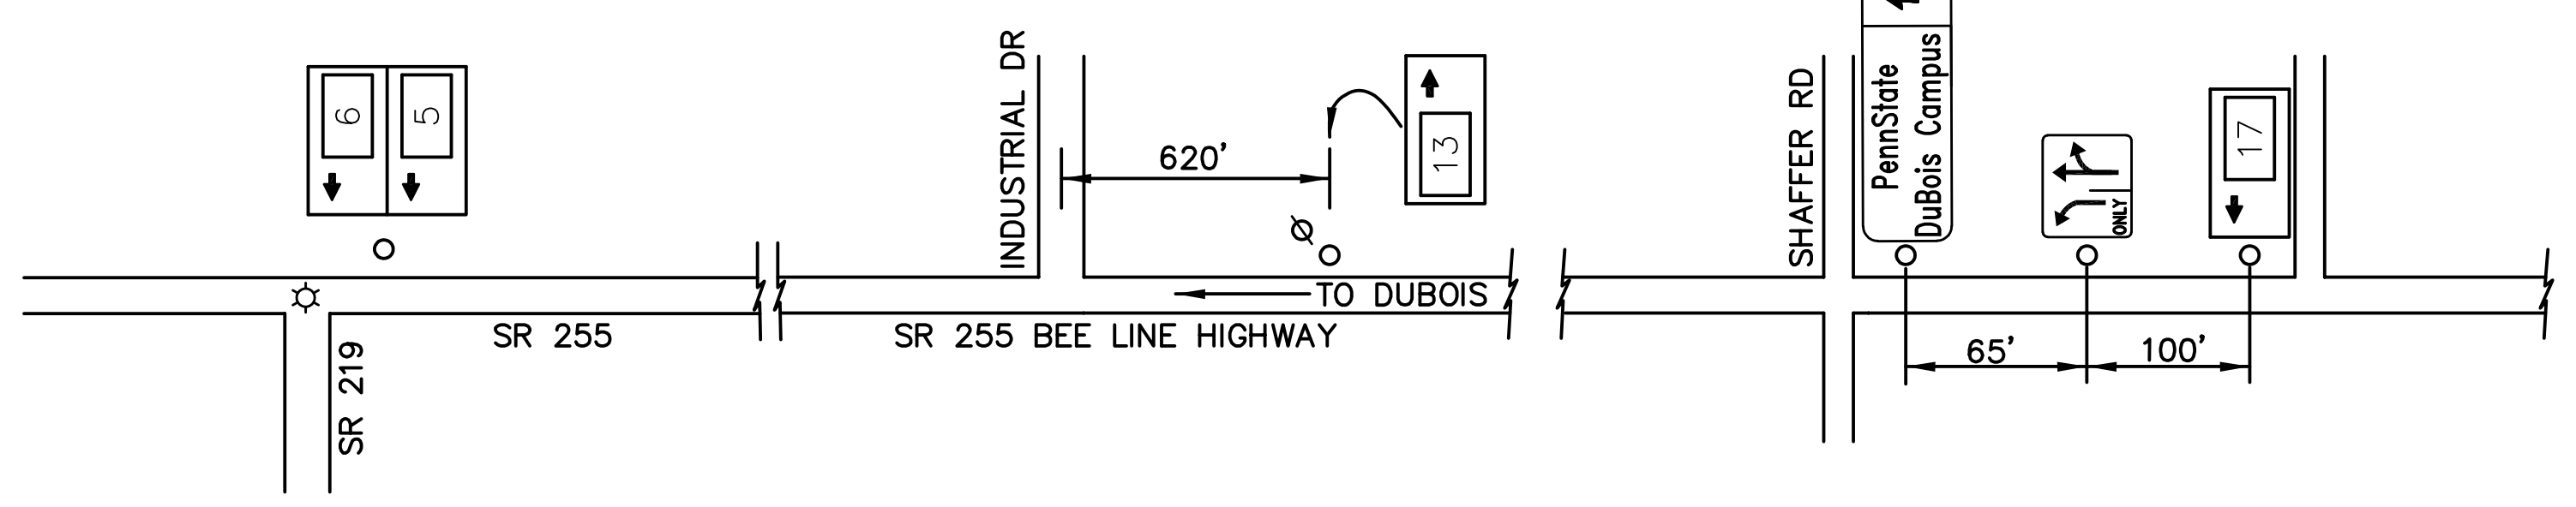 6
5
SR 219
SR 255
INDUSTRIAL DR
620'
13
TO DUBOIS
SR 255 BEE LINE HIGHWAY
SHAFFER RD
PennState
DuBois Campus
ONLY
17
65'
100'